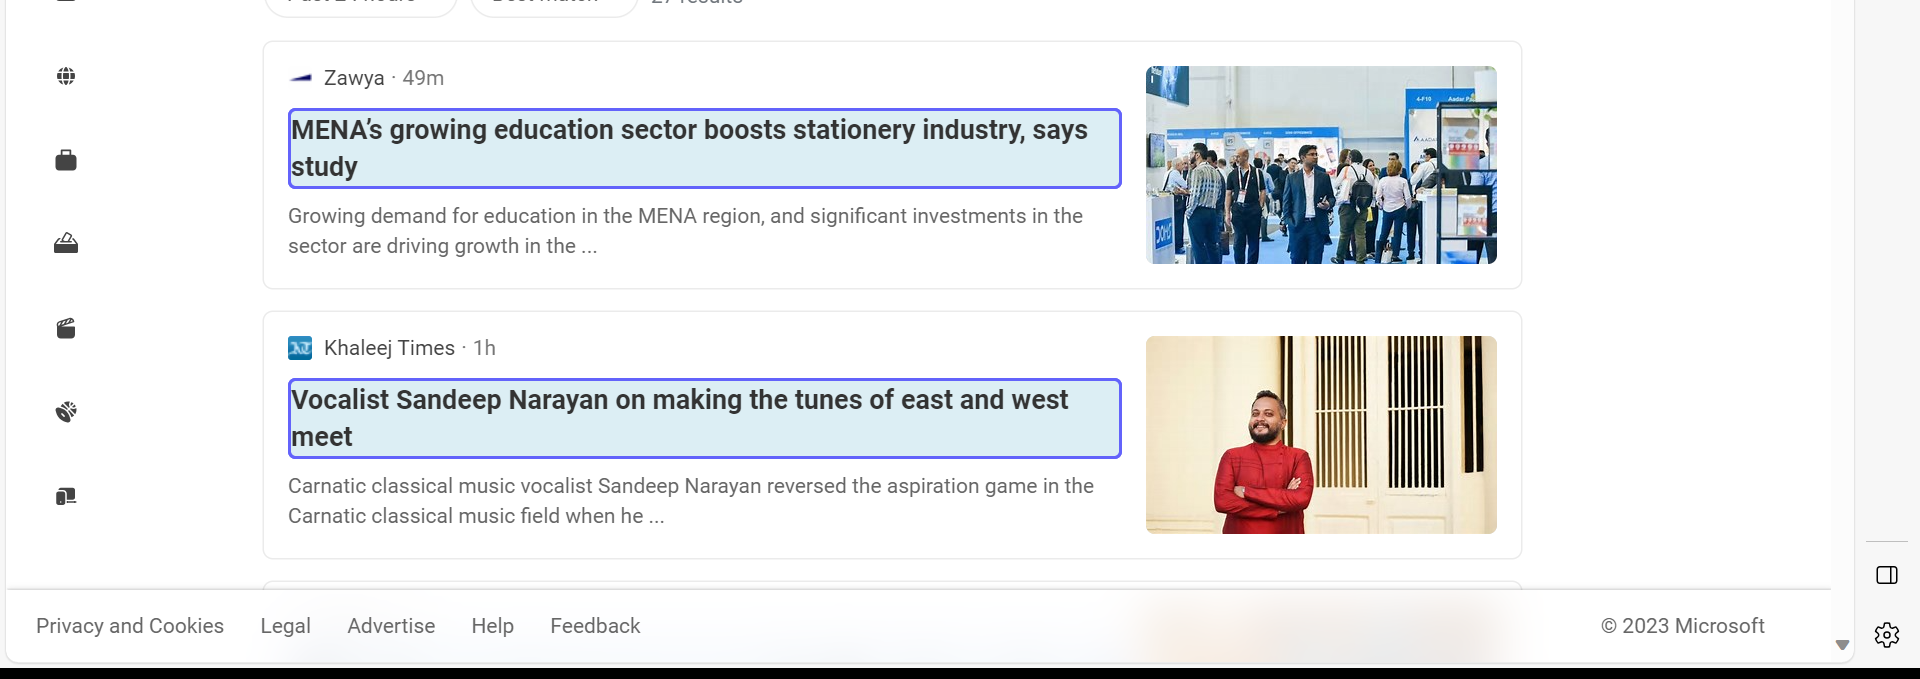 27 results
Zawya · 49m
MENA’s growing education sector boosts stationery industry, says
study
Growing demand for education in the MENA region, and significant investments in the
sector are driving growth in the ...
Khaleej Times · 1h
Vocalist Sandeep Narayan on making the tunes of east and west
meet
Carnatic classical music vocalist Sandeep Narayan reversed the aspiration game in the
Carnatic classical music field when he ...
Privacy and Cookies Legal Advertise Help Feedback © 2023 Microsoft